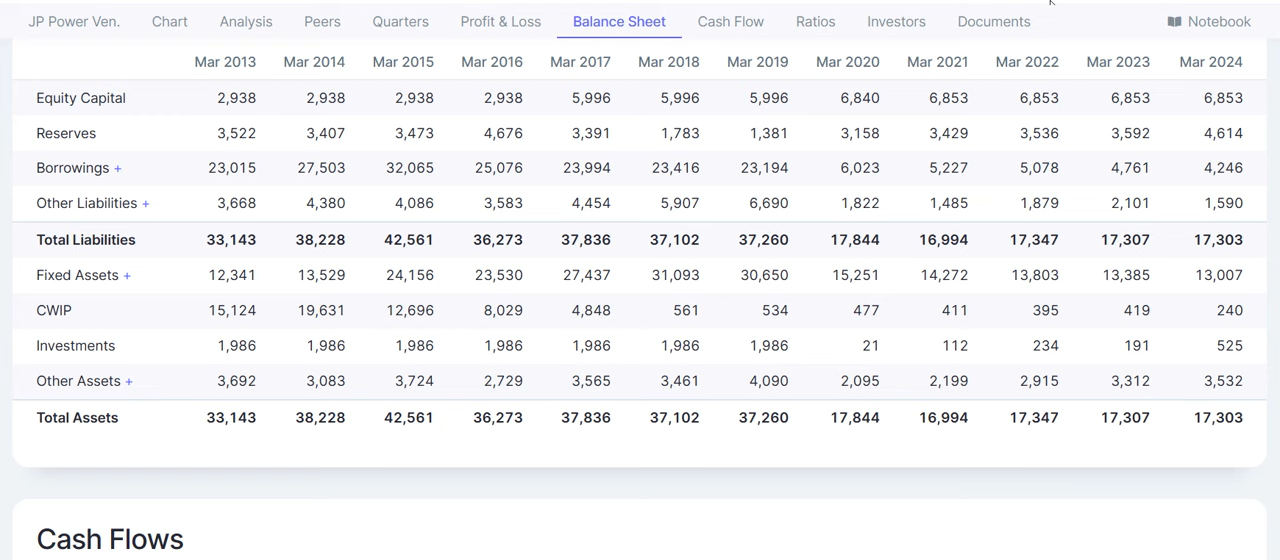 JP Power Ven. Chart Analysis Peers Quarters Profit & Loss Balance Sheet Cash Flow Ratios Investors Documents Notebook
Mar 2013 Mar 2014 Mar 2015 Mar 2016 Mar 2017 Mar 2018 Mar 2019 Mar 2020 Mar 2021 Mar 2022 Mar 2023 Mar 2024
Equity Capital 2,938 2,938 2,938 2,938 5,996 5,996 5,996 6,840 6,853 6,853 6,853 6,853
Reserves 3,522 3,407 3,473 4,676 3,391 1,783 1,381 3,158 3,429 3,536 3,592 4,614
Borrowings + 23,015 27,503 32,065 25,076 23,994 23,416 23,194 6,023 5,227 5,078 4,761 4,246
Other Liabilities + 3,668 4,380 4,086 3,583 4,454 5,907 6,690 1,822 1,485 1,879 2,101 1,590
Total Liabilities 33,143 38,228 42,561 36,273 37,836 37,102 37,260 17,844 16,994 17,347 17,307 17,303
Fixed Assets + 12,341 13,529 24,156 23,530 27,437 31,093 30,650 15,251 14,272 13,803 13,385 13,007
CWIP 15,124 19,631 12,696 8,029 4,848 561 534 477 411 395 419 240
Investments 1,986 1,986 1,986 1,986 1,986 1,986 1,986 21 112 234 191 525
Other Assets + 3,692 3,083 3,724 2,729 3,565 3,461 4,090 2,095 2,199 2,915 3,312 3,532
Total Assets 33,143 38,228 42,561 36,273 37,836 37,102 37,260 17,844 16,994 17,347 17,307 17,303
Cash Flows